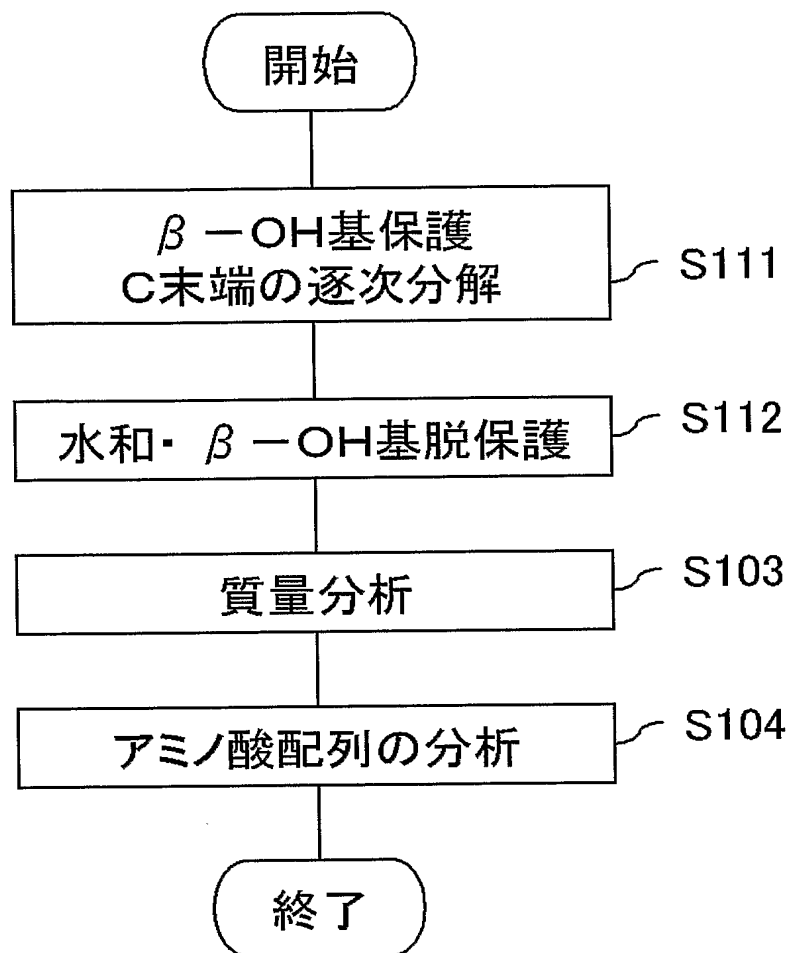 開始
β－OH基保護
C末端の逐次分解
S111
水和・β－OH基脱保護
S112
質量分析
S103
アミノ酸配列の分析
S104
終了